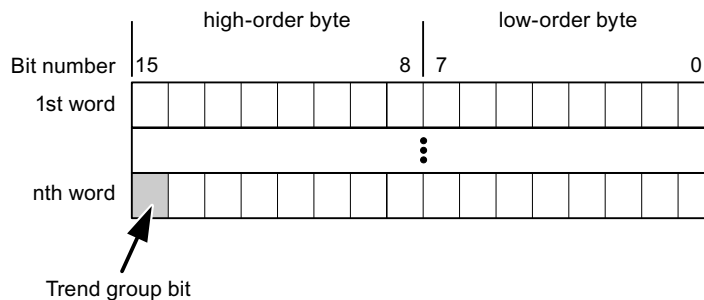 high-order byte low-order byte
Bit number 15 8 7 0
1st word
nth word
Trend group bit